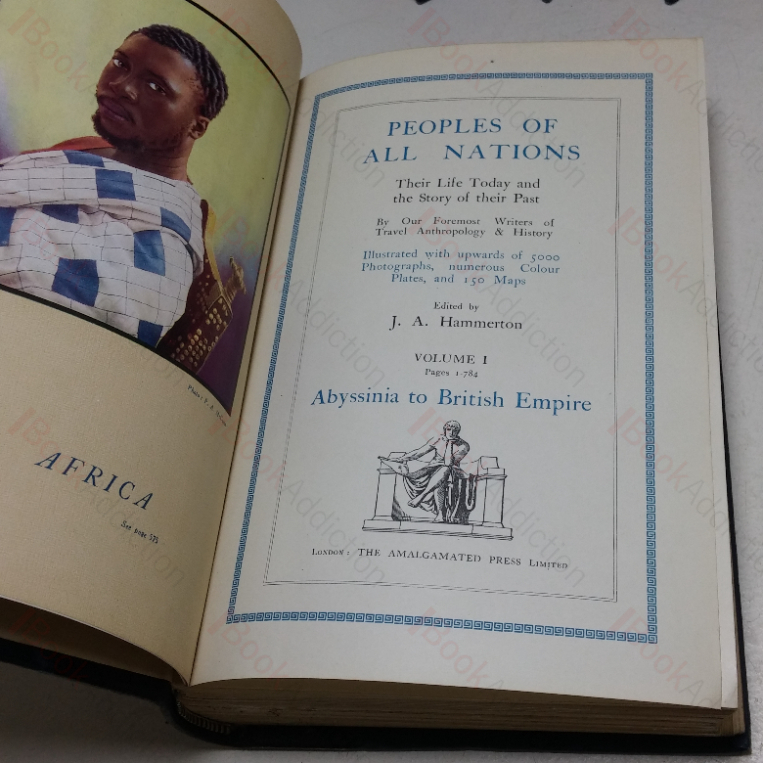 AFRICA
See page 575
PEOPLES OF
ALL NATIONS
Their Life Today and
the Story of their Past
By Our Foremost Writers of
Travel Anthropology & History
Illustrated with upwards of 5000
Photographs, numerous Colour
Plates, and 150 Maps
Edited by
J. A. Hammerton
VOLUME I
Pages 1-784
Abyssinia to British Empire
LONDON: THE AMALGAMATED PRESS LIMITED
iBookAddiction